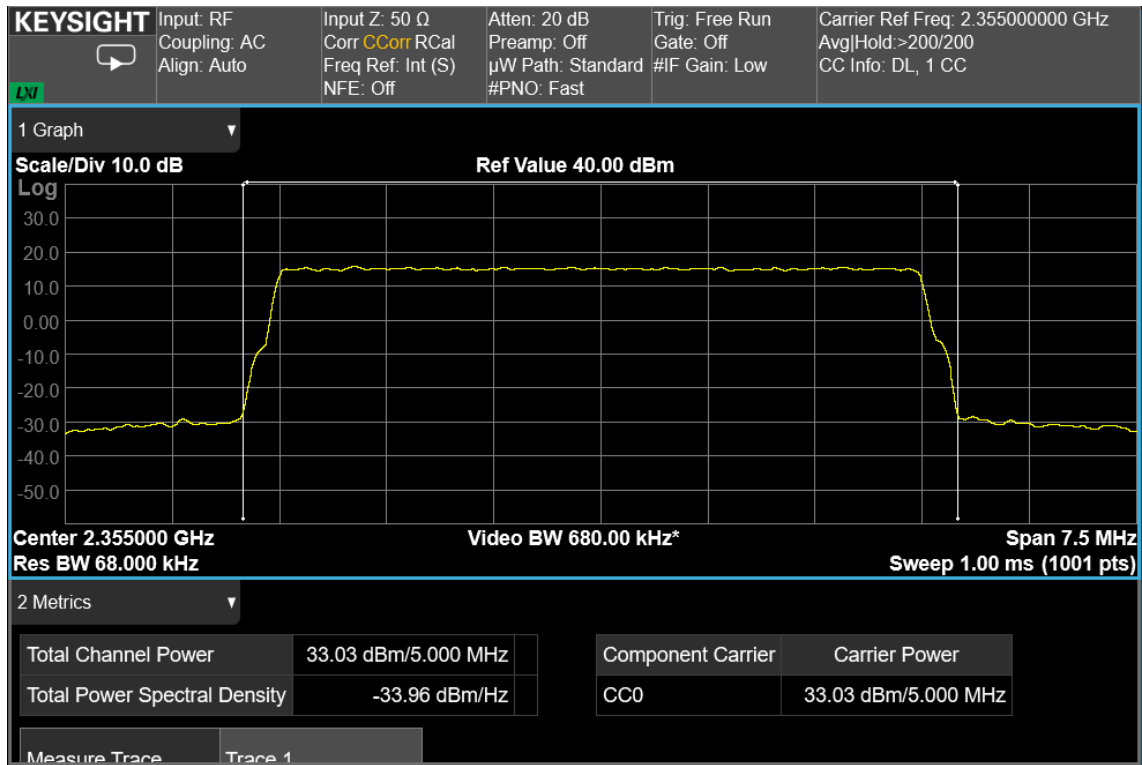 KEYSIGHT
Input: RF
Coupling: AC
Align: Auto
Input Z: 50 Ω
Corr CCorr RCal
Freq Ref: Int (S)
NFE: Off
Atten: 20 dB
Preamp: Off
µW Path: Standard
#PNO: Fast
Trig: Free Run
Gate: Off
#IF Gain: Low
Carrier Ref Freq: 2.355000000 GHz
Avg|Hold:>200/200
CC Info: DL, 1 CC
LXI
1 Graph
Scale/Div 10.0 dB
Ref Value 40.00 dBm
Log
30.0
20.0
10.0
0.00
-10.0
-20.0
-30.0
-40.0
-50.0
Center 2.355000 GHz
Video BW 680.00 kHz*
Span 7.5 MHz
Res BW 68.000 kHz
Sweep 1.00 ms (1001 pts)
2 Metrics
Total Channel Power 33.03 dBm/5.000 MHz
Total Power Spectral Density -33.96 dBm/Hz
Component Carrier Carrier Power
CC0 33.03 dBm/5.000 MHz
Measure Trace Trace 1